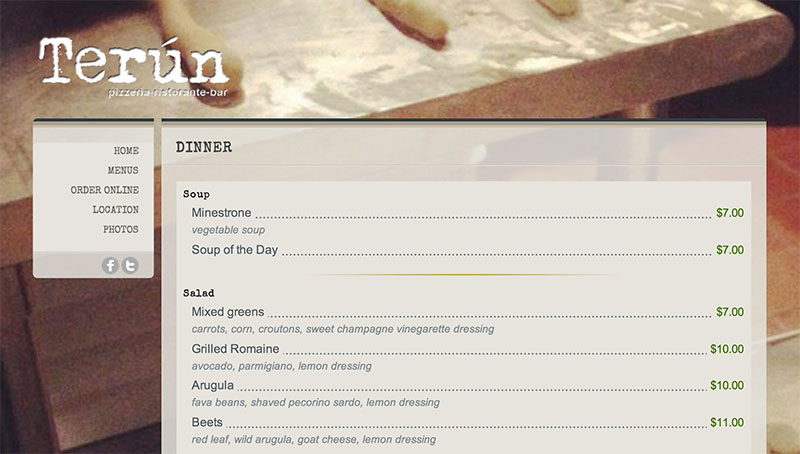 Terún
pizzeria-ristorante-bar
HOME
MENUS
ORDER ONLINE
LOCATION
PHOTOS
DINNER
Soup
Minestrone $7.00
vegetable soup
Soup of the Day $7.00
Salad
Mixed greens $7.00
carrots, corn, croutons, sweet champagne vinegarette dressing
Grilled Romaine $10.00
avocado, parmigiano, lemon dressing
Arugula $10.00
fava beans, shaved pecorino sardo, lemon dressing
Beets $11.00
red leaf, wild arugula, goat cheese, lemon dressing